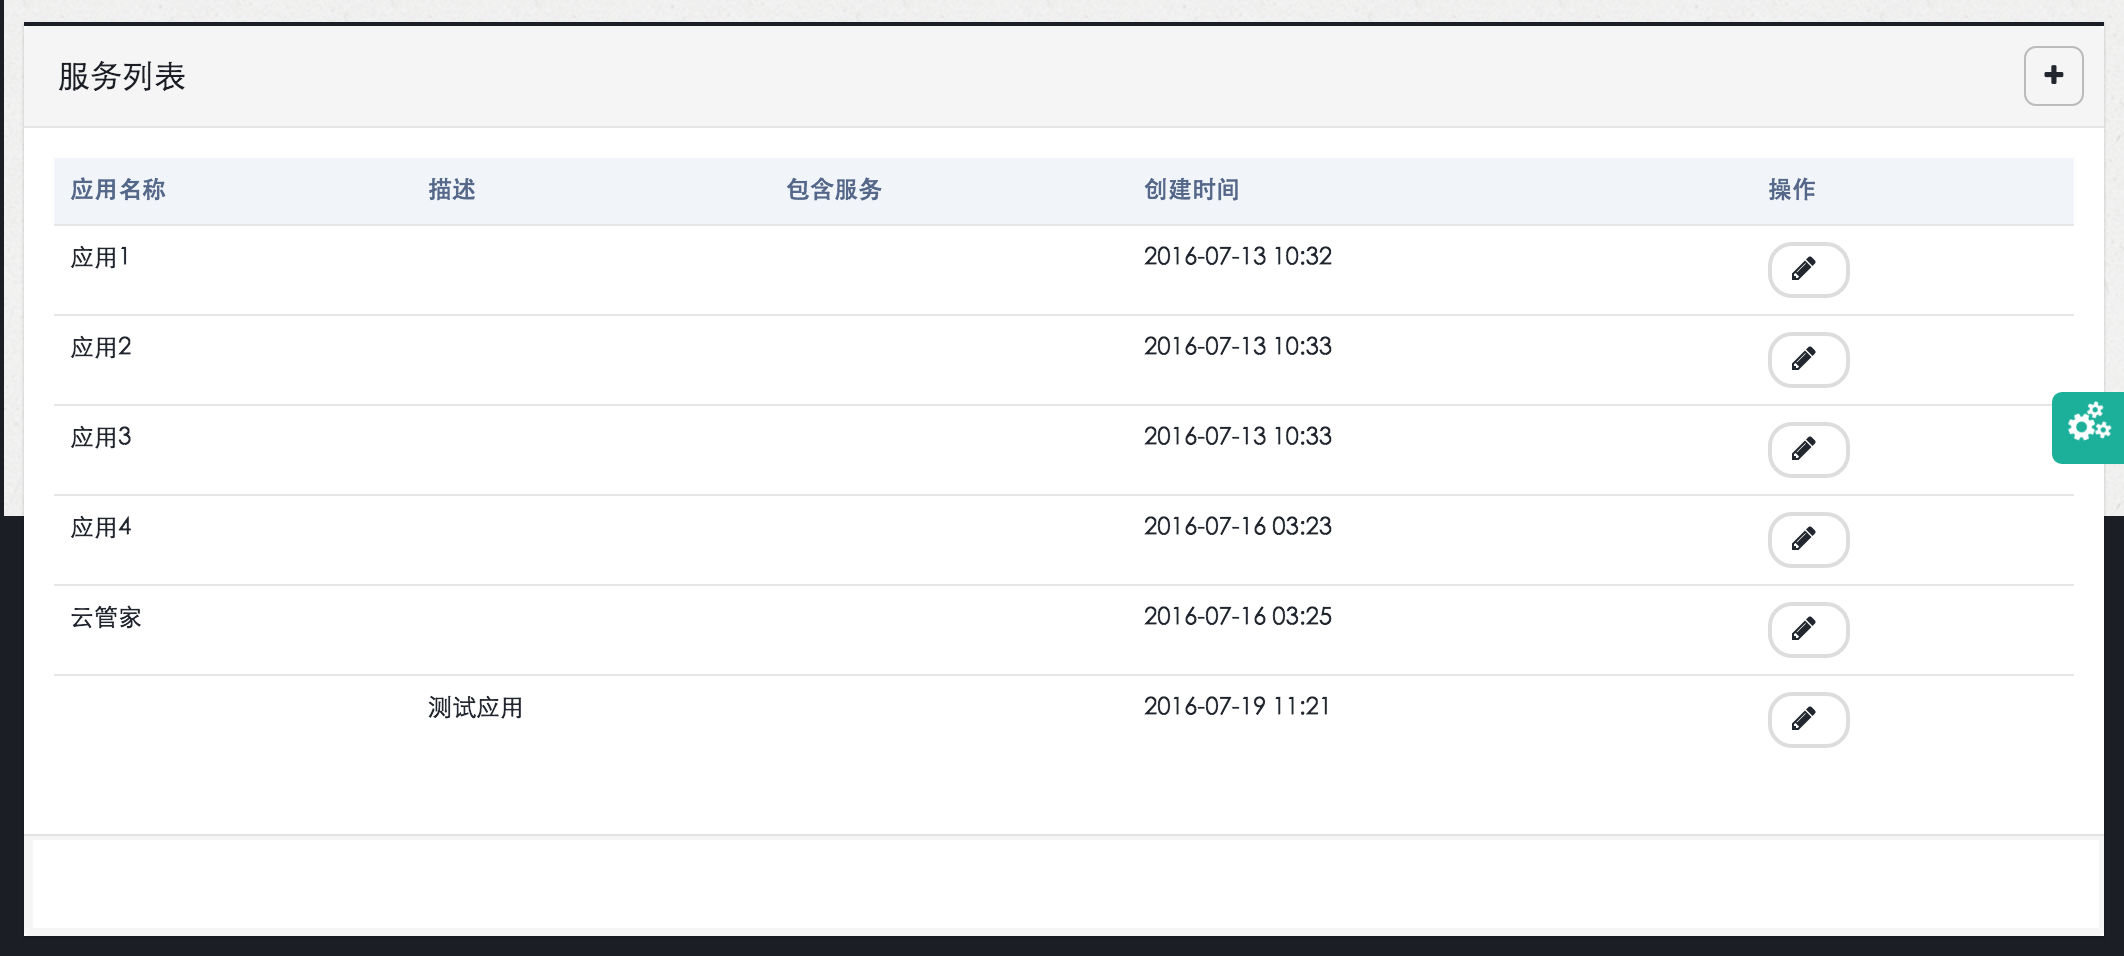 服务列表
应用名称 描述 包含服务 创建时间 操作
应用1 2016-07-13 10:32
应用2 2016-07-13 10:33
应用3 2016-07-13 10:33
应用4 2016-07-16 03:23
云管家 2016-07-16 03:25
测试应用 2016-07-19 11:21